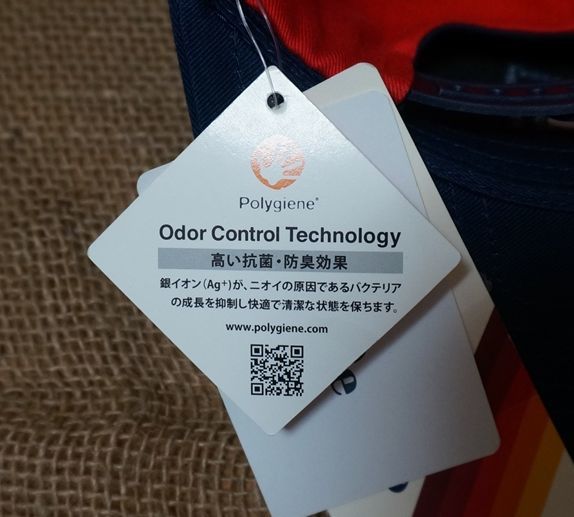 Polygiene®
Odor Control Technology
高い抗菌・防臭効果
銀イオン(Ag+)が、ニオイの原因であるバクテリア
の成長を抑制し快適で清潔な状態を保ちます。
www.polygiene.com